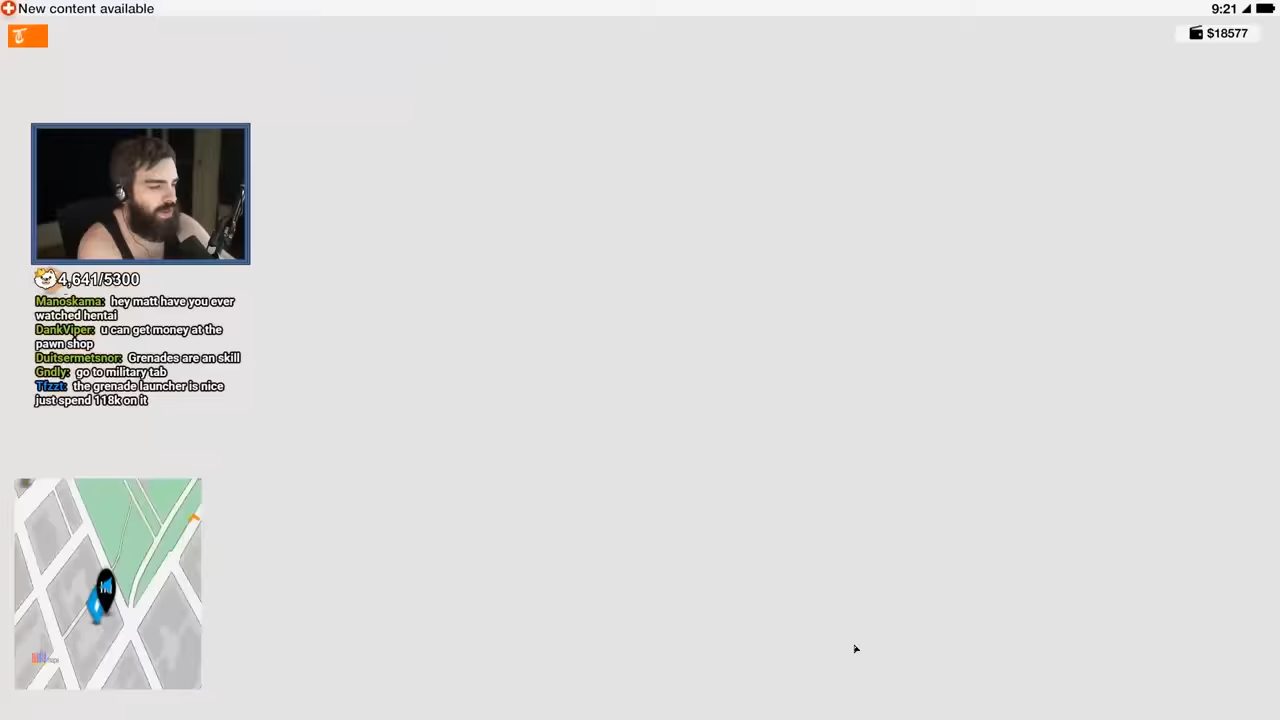 New content available
9:21
$18577
4,641/5300
Manoskama: hey matt have you ever
watched hentai
DankViper: u can get money at the
pawn shop
Duitsermetsnor: Grenades are an skill
Gndly: go to military tab
Tfzzt: the grenade launcher is nice
just spend 118k on it